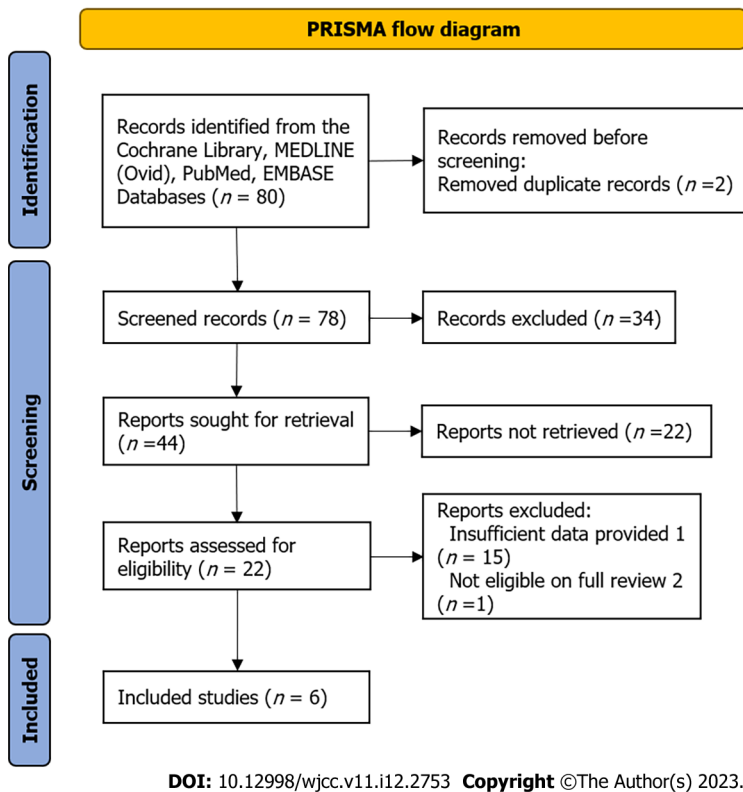 PRISMA flow diagram
Identification
Records identified from the
Cochrane Library, MEDLINE
(Ovid), PubMed, EMBASE
Databases (n = 80)
Records removed before
screening:
Removed duplicate records (n =2)
Screening
Screened records (n = 78)
Records excluded (n =34)
Reports sought for retrieval
(n =44)
Reports not retrieved (n =22)
Reports assessed for
eligibility (n = 22)
Reports excluded:
Insufficient data provided 1
(n = 15)
Not eligible on full review 2
(n =1)
Included
Included studies (n = 6)
DOI: 10.12998/wjcc.v11.i12.2753 Copyright ©The Author(s) 2023.